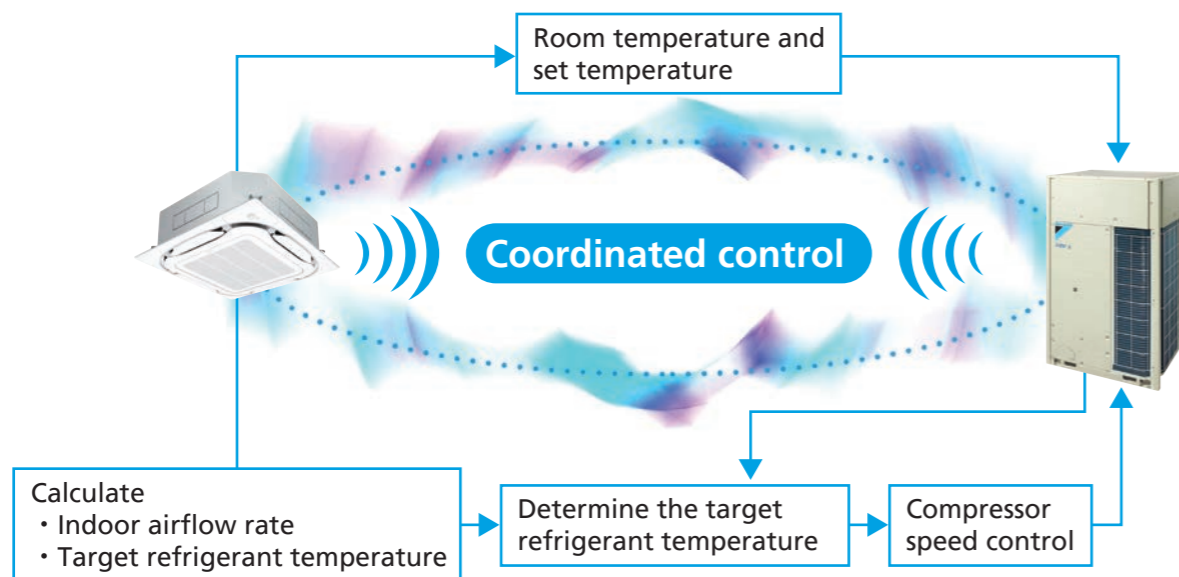 Room temperature and
set temperature
Coordinated control
Calculate
・Indoor airflow rate
・Target refrigerant temperature
Determine the target
refrigerant temperature
Compressor
speed control